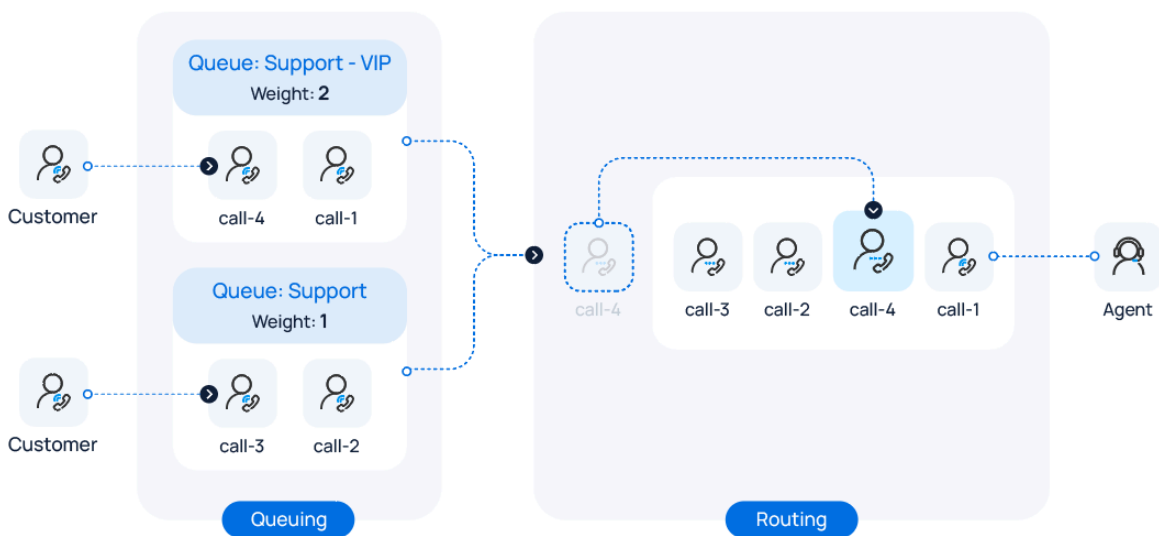 Queue: Support - VIP
Weight: 2
Customer
call-4
call-1
Queue: Support
Weight: 1
Customer
call-3
call-2
Queuing
call-4
call-3
call-2
call-4
call-1
Agent
Routing